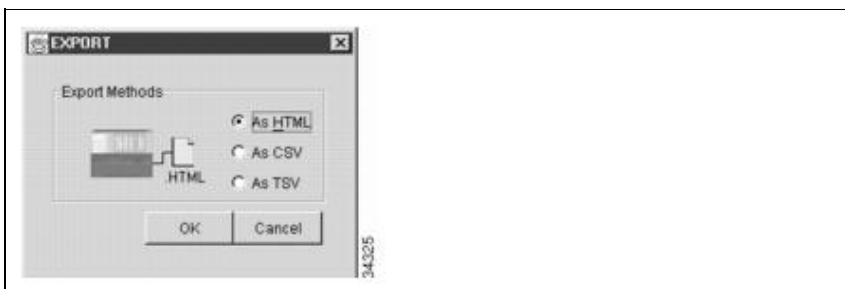 EXPORT
Export Methods
As HTML
As CSV
.HTML
As TSV
OK Cancel
34325